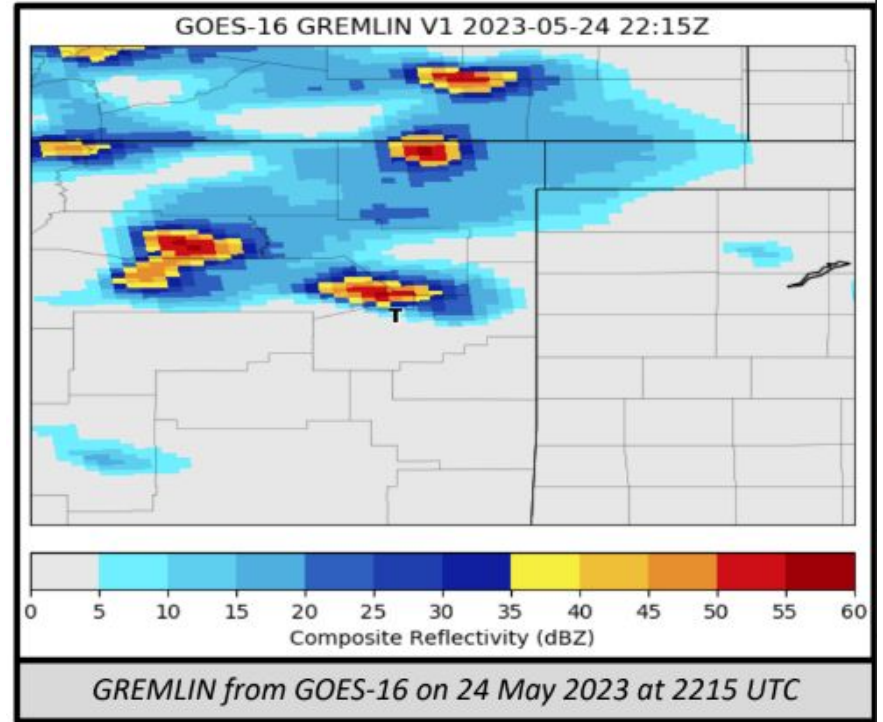 GOES-16 GREMLIN V1 2023-05-24 22:15Z
T
0 5 10 15 20 25 30 35 40 45 50 55 60
Composite Reflectivity (dBZ)
GREMLIN from GOES-16 on 24 May 2023 at 2215 UTC